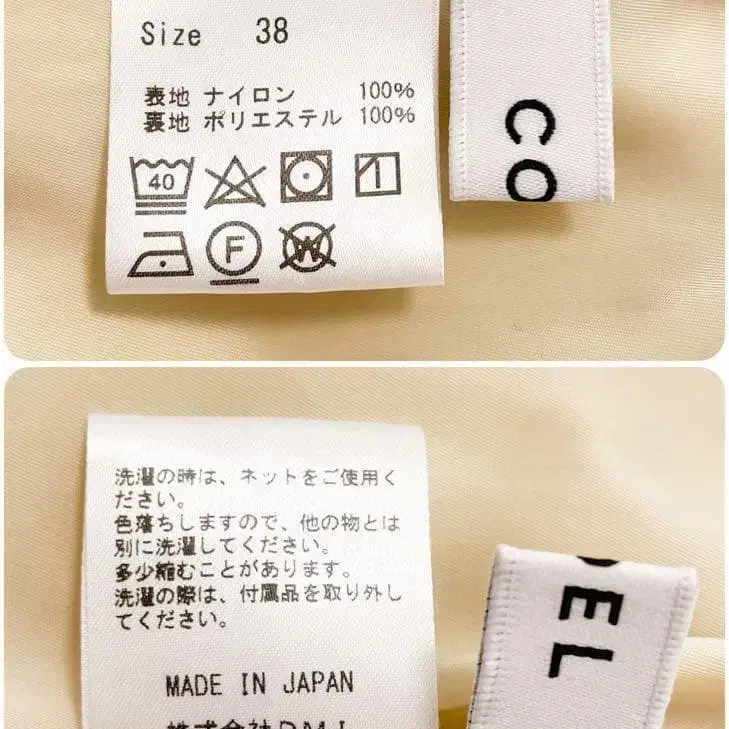 Size 38
表地 ナイロン 100%
裏地 ポリエステル 100%
40
F
W
CO
洗濯の時は、ネットをご使用く
ださい。
色落ちしますので、他の物とは
別に洗濯してください。
多少縮むことがあります。
洗濯の際は、付属品を取り外し
てください。
MADE IN JAPAN
DEL